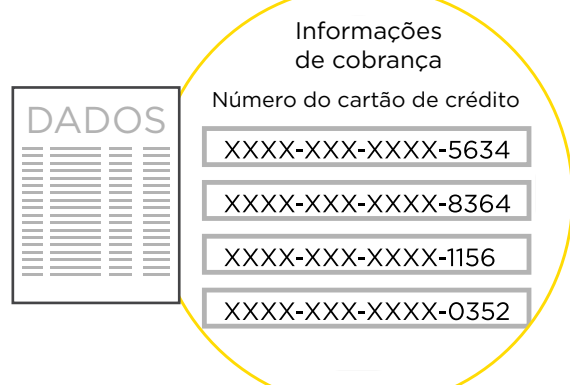 Informações
de cobrança
Número do cartão de crédito
DADOS
XXXX-XXX-XXXX-5634
XXXX-XXX-XXXX-8364
XXXX-XXX-XXXX-1156
XXXX-XXX-XXXX-0352